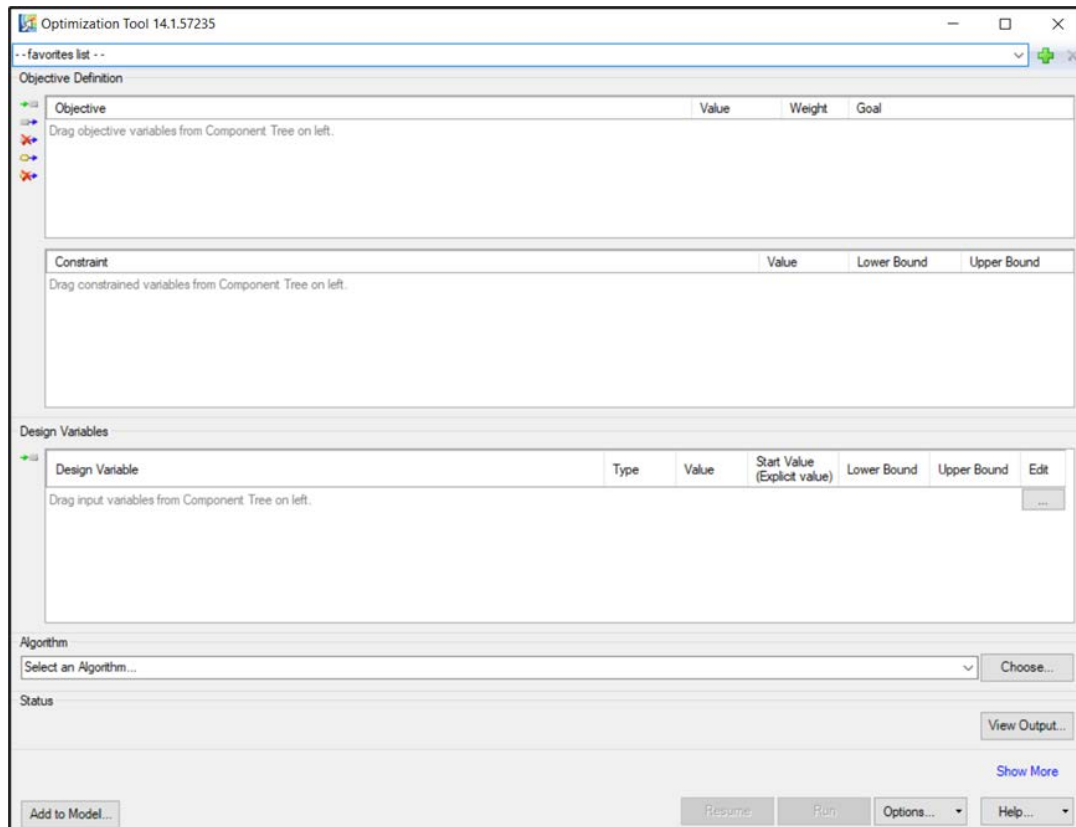 Optimization Tool 14.1.57235
--favorites list--
Objective Definition
Objective Value Weight Goal
Drag objective variables from Component Tree on left.
Constraint Value Lower Bound Upper Bound
Drag constrained variables from Component Tree on left.
Design Variables
Design Variable Type Value Start Value (Explicit value) Lower Bound Upper Bound Edit
Drag input variables from Component Tree on left. ...
Algorithm
Select an Algorithm... Choose...
Status
View Output...
Show More
Add to Model... Resume Run Options... Help...